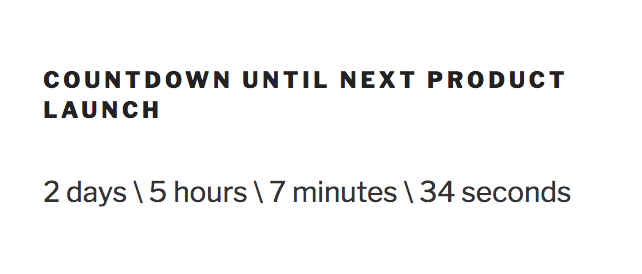 COUNTDOWN UNTIL NEXT PRODUCT
LAUNCH
2 days \ 5 hours \ 7 minutes \ 34 seconds